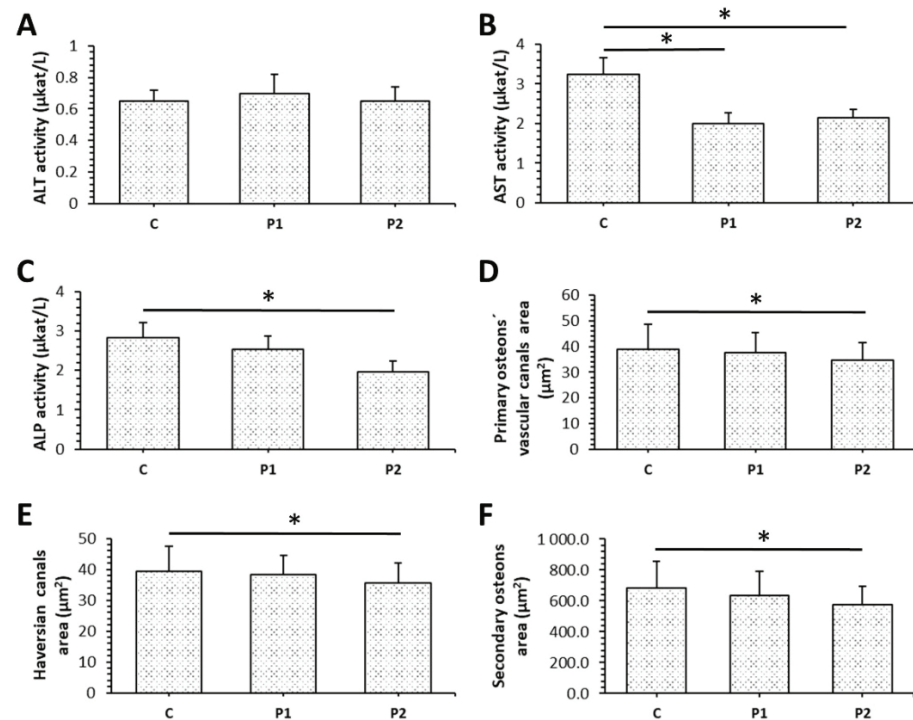 A
ALT activity (µkat/L)
1
0.8
0.6
0.4
0.2
0
C P1 P2
B
AST activity (µkat/L)
4
3
2
1
0
* *
C P1 P2
C
ALP activity (µkat/L)
4
3
2
1
0
*
C P1 P2
D
Primary osteons´
vascular canals area
(µm²)
60
50
40
30
20
10
0
*
C P1 P2
E
Haversian canals
area (µm²)
50
40
30
20
10
0
*
C P1 P2
F
Secondary osteons
area (µm²)
1 000.0
800.0
600.0
400.0
200.0
0.0
*
C P1 P2